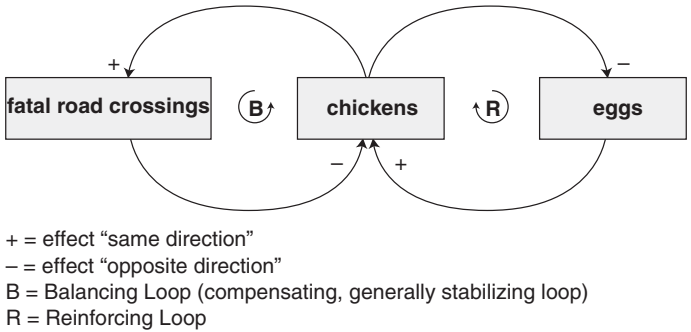 +
–
fatal road crossings
B
chickens
R
eggs
–
+
+ = effect “same direction”
– = effect “opposite direction”
B = Balancing Loop (compensating, generally stabilizing loop)
R = Reinforcing Loop